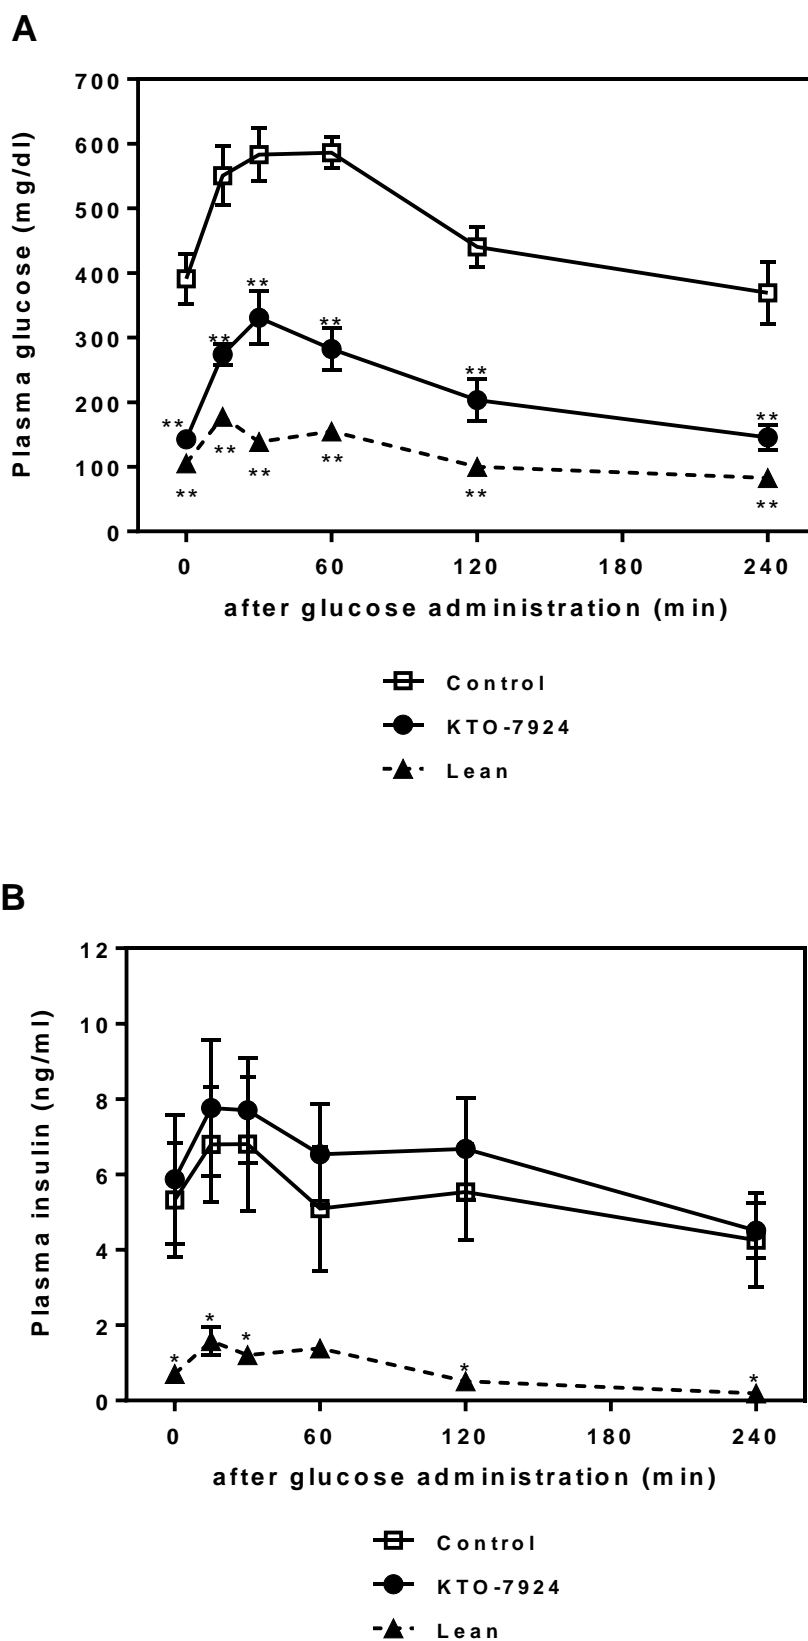 A
700
600
500
400
300
200
100
0
Plasma glucose (mg/dl)
**
**
**
**
**
**
**
**
**
**
**
**
0 60 120 180 240
after glucose administration (min)
Control
KTO-7924
Lean
B
12
10
8
6
4
2
0
Plasma insulin (ng/ml)
*
*
*
*
*
0 60 120 180 240
after glucose administration (min)
Control
KTO-7924
Lean